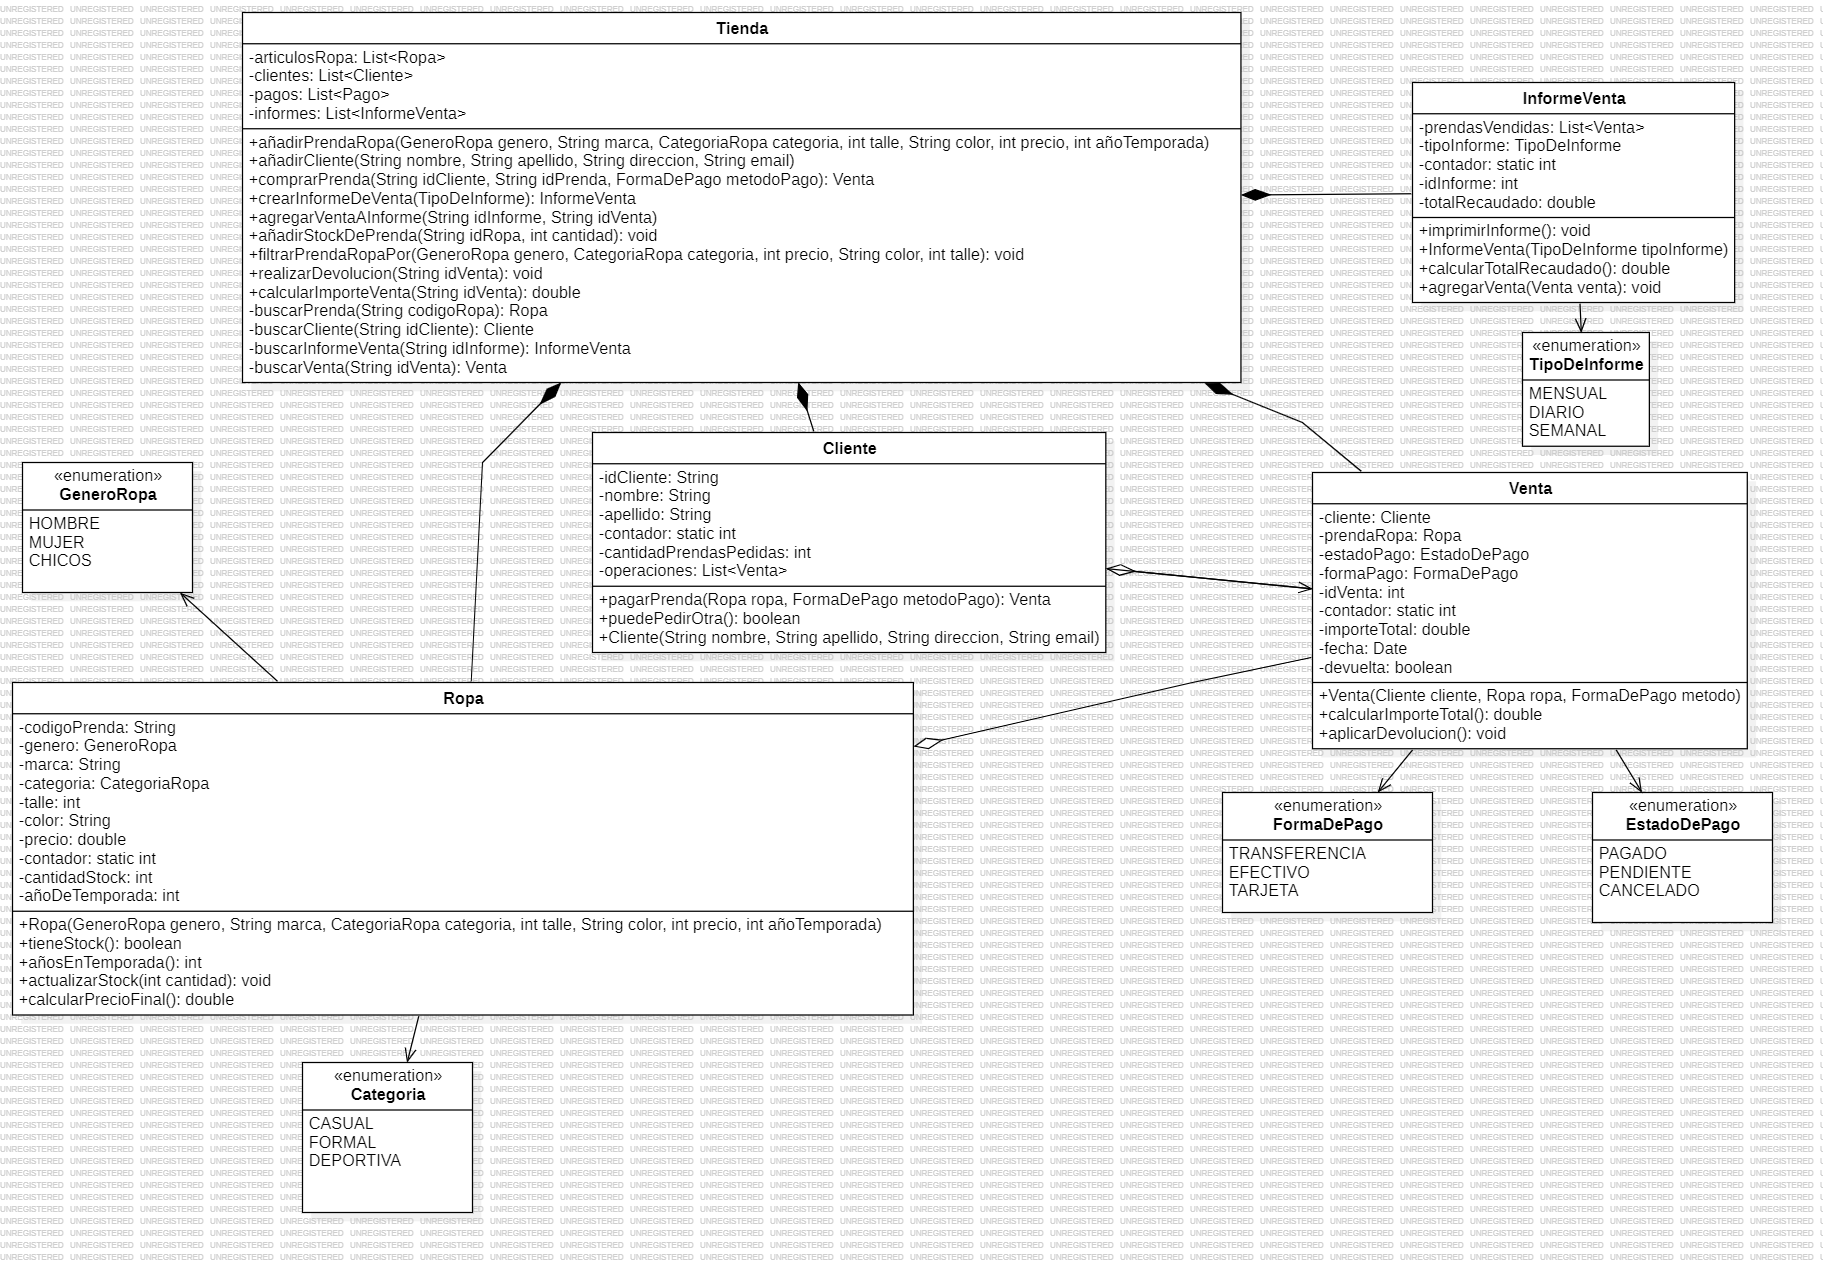 Tienda
-articulosRopa: List<Ropa>
-clientes: List<Cliente>
-pagos: List<Pago>
-informes: List<InformeVenta>
+añadirPrendaRopa(GeneroRopa genero, String marca, CategoriaRopa categoria, int talle, String color, int precio, int añoTemporada)
+añadirCliente(String nombre, String apellido, String direccion, String email)
+comprarPrenda(String idCliente, String idPrenda, FormaDePago metodoPago): Venta
+crearInformeDeVenta(TipoDeInforme): InformeVenta
+agregarVentaAInforme(String idInforme, String idVenta)
+añadirStockDePrenda(String idRopa, int cantidad): void
+filtrarPrendaRopaPor(GeneroRopa genero, CategoriaRopa categoria, int precio, String color, int talle): void
+realizarDevolucion(String idVenta): void
+calcularImporteVenta(String idVenta): double
-buscarPrenda(String codigoRopa): Ropa
-buscarCliente(String idCliente): Cliente
-buscarInformeVenta(String idInforme): InformeVenta
-buscarVenta(String idVenta): Venta
InformeVenta
-prendasVendidas: List<Venta>
-tipoInforme: TipoDeInforme
-contador: static int
-idInforme: int
-totalRecaudado: double
+imprimirInforme(): void
+InformeVenta(TipoDeInforme tipoInforme)
+calcularTotalRecaudado(): double
+agregarVenta(Venta venta): void
«enumeration»
TipoDeInforme
MENSUAL
DIARIO
SEMANAL
«enumeration»
GeneroRopa
HOMBRE
MUJER
CHICOS
Cliente
-idCliente: String
-nombre: String
-apellido: String
-contador: static int
-cantidadPrendasPedidas: int
-operaciones: List<Venta>
+pagarPrenda(Ropa ropa, FormaDePago metodoPago): Venta
+puedePedirOtra(): boolean
+Cliente(String nombre, String apellido, String direccion, String email)
Venta
-cliente: Cliente
-prendaRopa: Ropa
-estadoPago: EstadoDePago
-formaPago: FormaDePago
-idVenta: int
-contador: static int
-importeTotal: double
-fecha: Date
-devuelta: boolean
+Venta(Cliente cliente, Ropa ropa, FormaDePago metodo)
+calcularImporteTotal(): double
+aplicarDevolucion(): void
Ropa
-codigoPrenda: String
-genero: GeneroRopa
-marca: String
-categoria: CategoriaRopa
-talle: int
-color: String
-precio: double
-contador: static int
-cantidadStock: int
-añoDeTemporada: int
+Ropa(GeneroRopa genero, String marca, CategoriaRopa categoria, int talle, String color, int precio, int añoTemporada)
+tieneStock(): boolean
+añosEnTemporada(): int
+actualizarStock(int cantidad): void
+calcularPrecioFinal(): double
«enumeration»
FormaDePago
TRANSFERENCIA
EFECTIVO
TARJETA
«enumeration»
EstadoDePago
PAGADO
PENDIENTE
CANCELADO
«enumeration»
Categoria
CASUAL
FORMAL
DEPORTIVA
UNREGISTERED